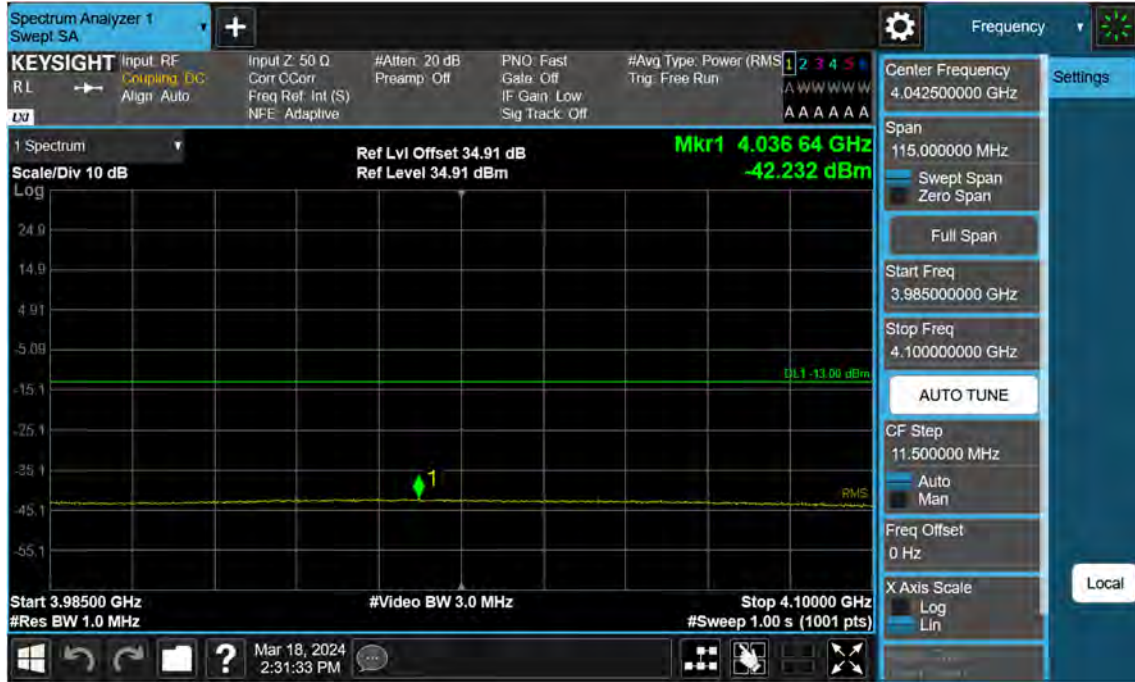 Spectrum Analyzer 1
Swept SA
Frequency
KEYSIGHT
RL
LXI
Input: RF
Coupling: DC
Align: Auto
Input Z: 50 Ω
Corr CCorr
Freq Ref: Int (S)
NFE: Adaptive
#Atten: 20 dB
Preamp: Off
PNO: Fast
Gate: Off
IF Gain: Low
Sig Track: Off
#Avg Type: Power (RMS
Trig: Free Run
1 2 3 4 5 6
A W W W W W
A A A A A A
1 Spectrum
Scale/Div 10 dB
Log
Ref Lvl Offset 34.91 dB
Ref Level 34.91 dBm
Mkr1 4.036 64 GHz
-42.232 dBm
24.9
14.9
4.91
-5.09
-15.1
-25.1
-35.1
-45.1
-55.1
DL1 -13.00 dBm
1
RMS
Start 3.98500 GHz
#Res BW 1.0 MHz
#Video BW 3.0 MHz
Stop 4.10000 GHz
#Sweep 1.00 s (1001 pts)
?
Mar 18, 2024
2:31:33 PM
Center Frequency
4.042500000 GHz
Span
115.000000 MHz
Swept Span
Zero Span
Full Span
Start Freq
3.985000000 GHz
Stop Freq
4.100000000 GHz
AUTO TUNE
CF Step
11.500000 MHz
Auto
Man
Freq Offset
0 Hz
X Axis Scale
Log
Lin
Settings
Local